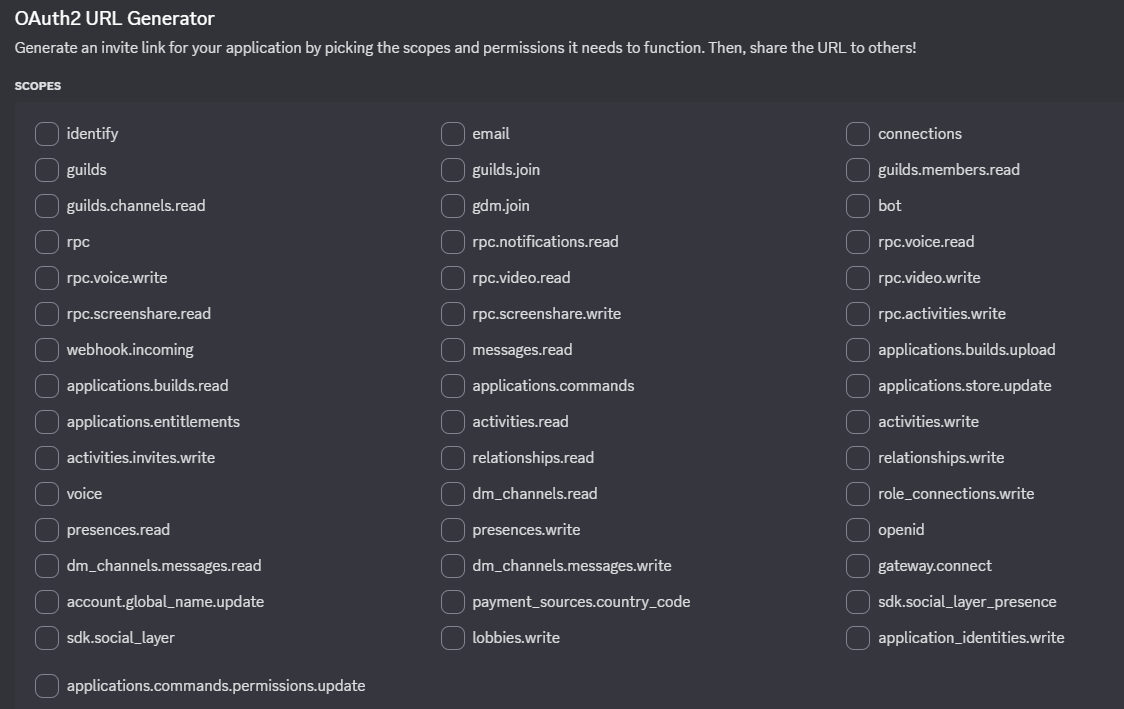 OAuth2 URL Generator
Generate an invite link for your application by picking the scopes and permissions it needs to function. Then, share the URL to others!
SCOPES
identify email connections
guilds guilds.join guilds.members.read
guilds.channels.read gdm.join bot
rpc rpc.notifications.read rpc.voice.read
rpc.voice.write rpc.video.read rpc.video.write
rpc.screenshare.read rpc.screenshare.write rpc.activities.write
webhook.incoming messages.read applications.builds.upload
applications.builds.read applications.commands applications.store.update
applications.entitlements activities.read activities.write
activities.invites.write relationships.read relationships.write
voice dm_channels.read role_connections.write
presences.read presences.write openid
dm_channels.messages.read dm_channels.messages.write gateway.connect
account.global_name.update payment_sources.country_code sdk.social_layer_presence
sdk.social_layer lobbies.write application_identities.write
applications.commands.permissions.update